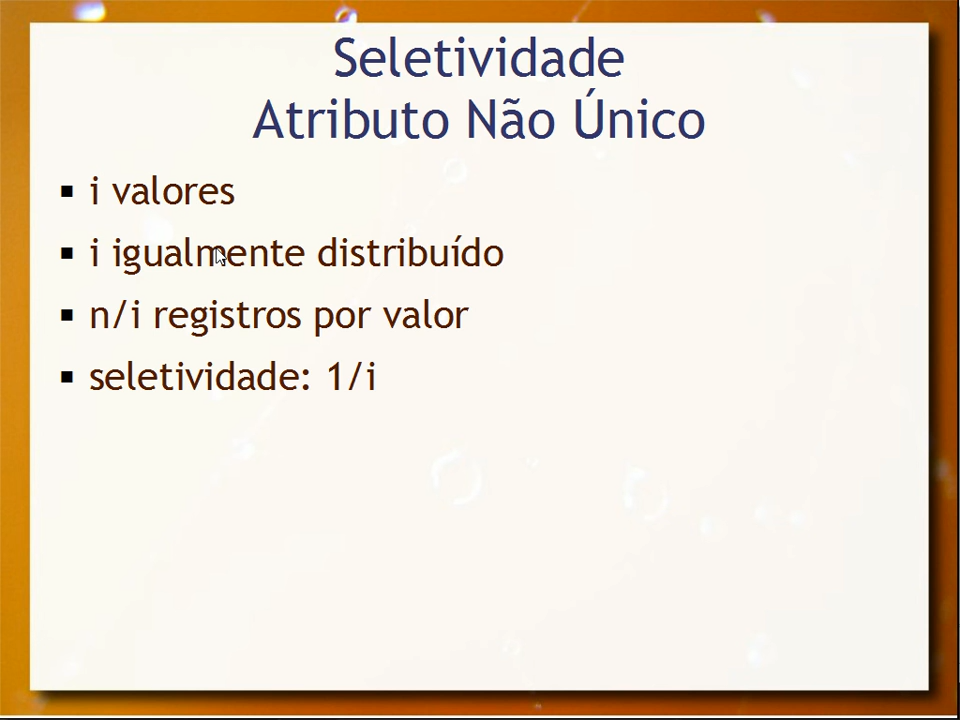 Seletividade
Atributo Não Único
▪ i valores
▪ i igualmente distribuído
▪ n/i registros por valor
▪ seletividade: 1/i